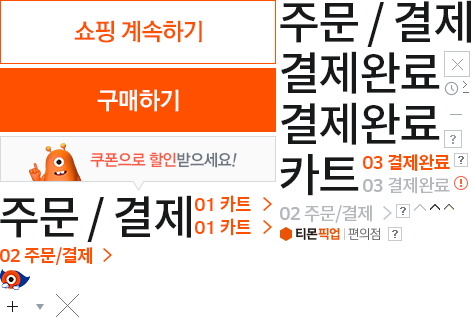 쇼핑 계속하기
구매하기
쿠폰으로 할인받으세요!
주문 / 결제
01 카트
01 카트
02 주문/결제
주문 / 결제
결제완료
결제완료
카트
03 결제완료
03 결제완료
02 주문/결제
티몬픽업 편의점